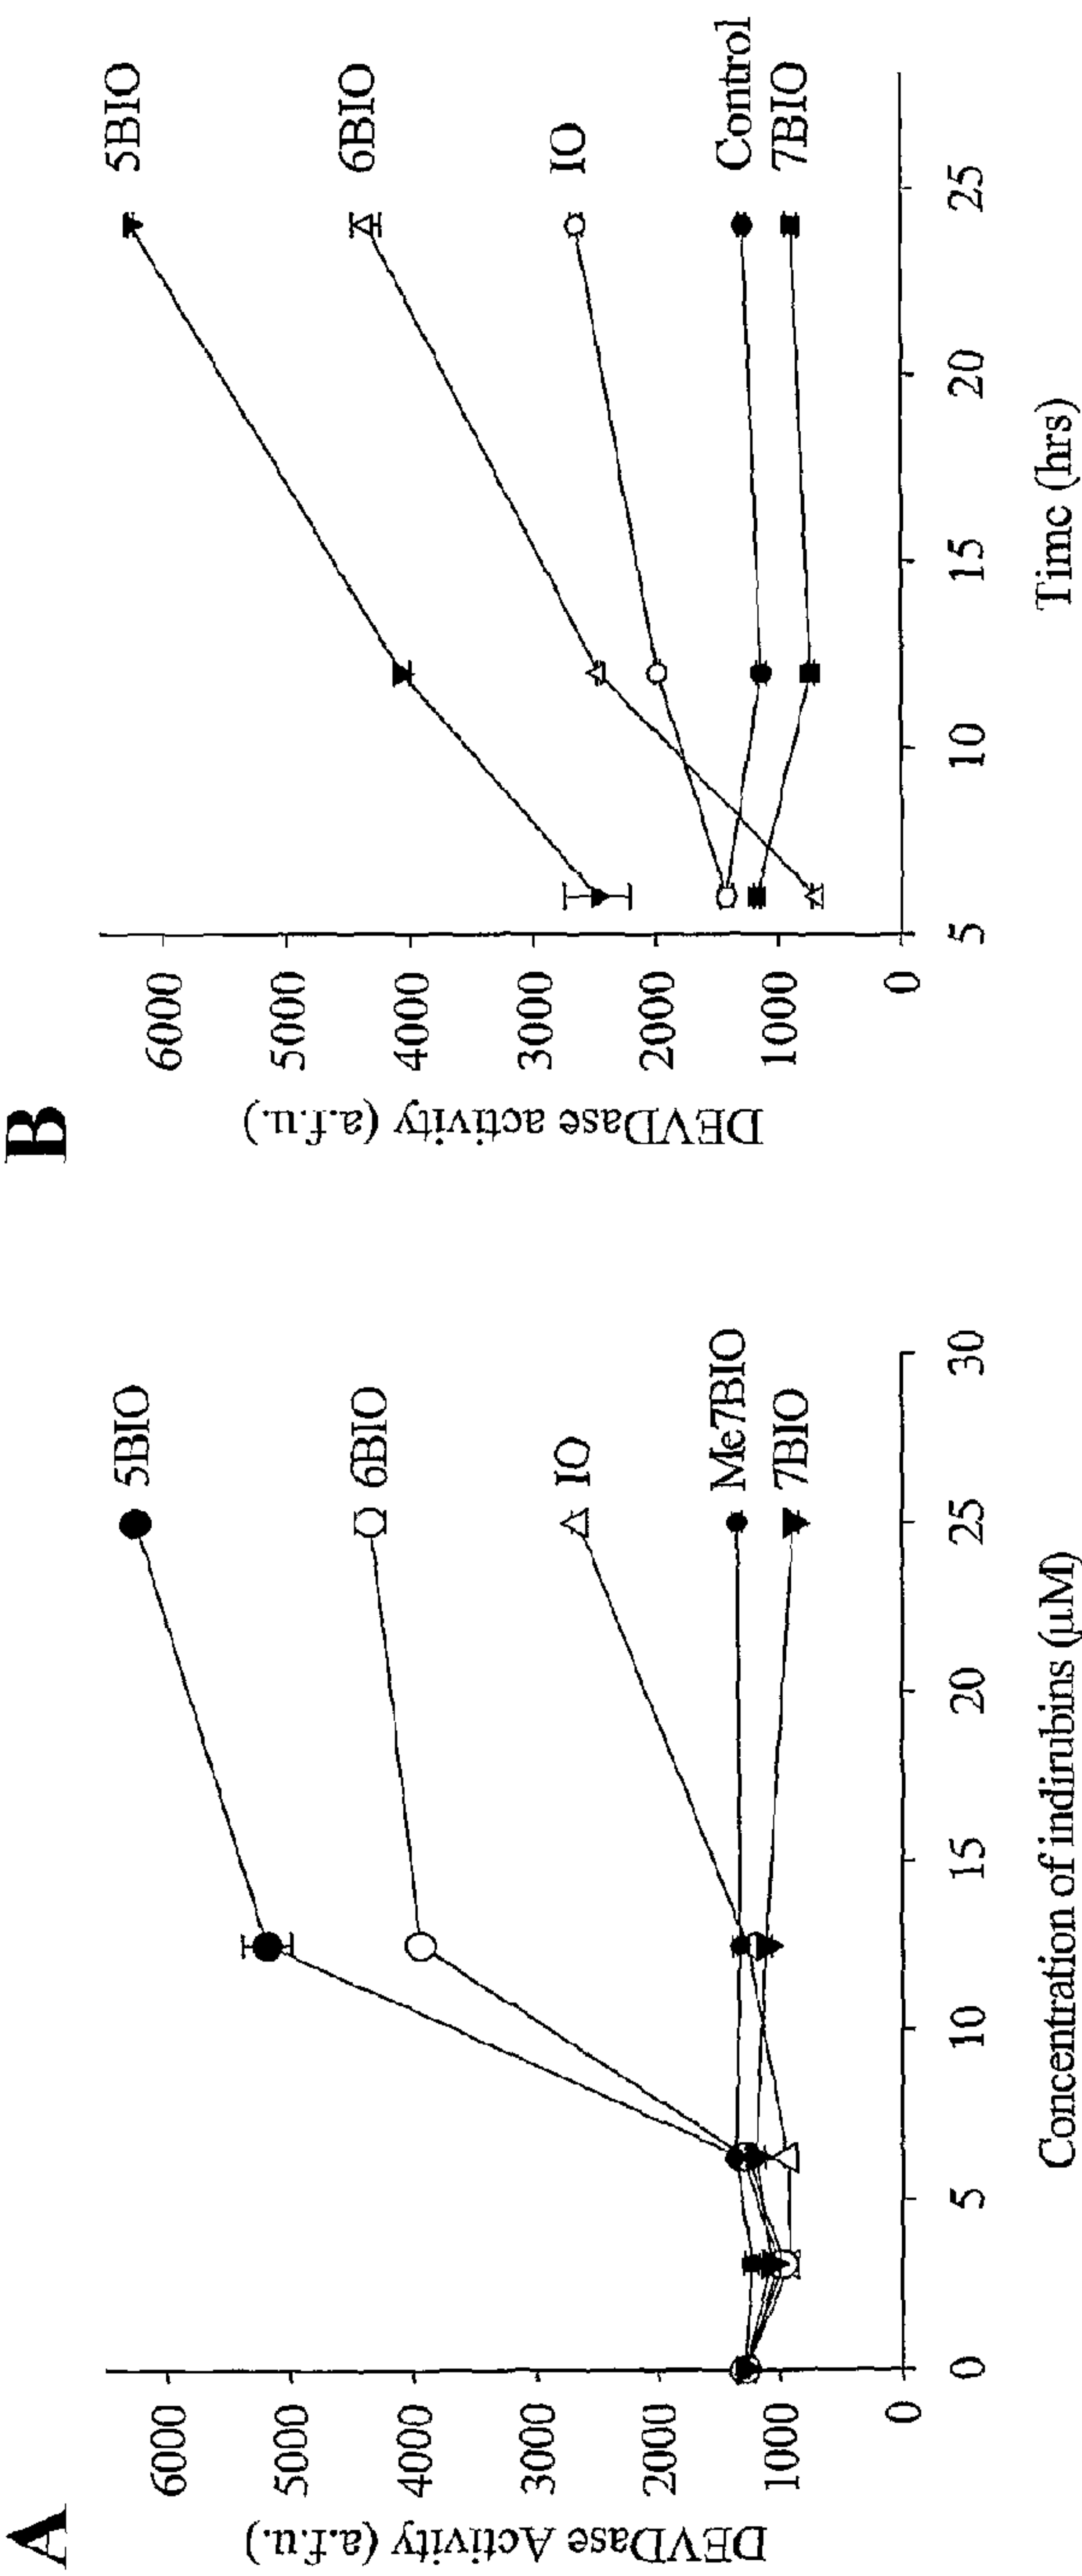 A
DEVDase Activity (a.f.u.)
6000
5000
4000
3000
2000
1000
0
0
5
10
15
20
25
30
Concentration of indirubins (µM)
5BIO
6BIO
IO
Me7BIO
7BIO
B
DEVDase activity (a.f.u.)
6000
5000
4000
3000
2000
1000
0
5
10
15
20
25
Time (hrs)
5BIO
6BIO
IO
Control
7BIO